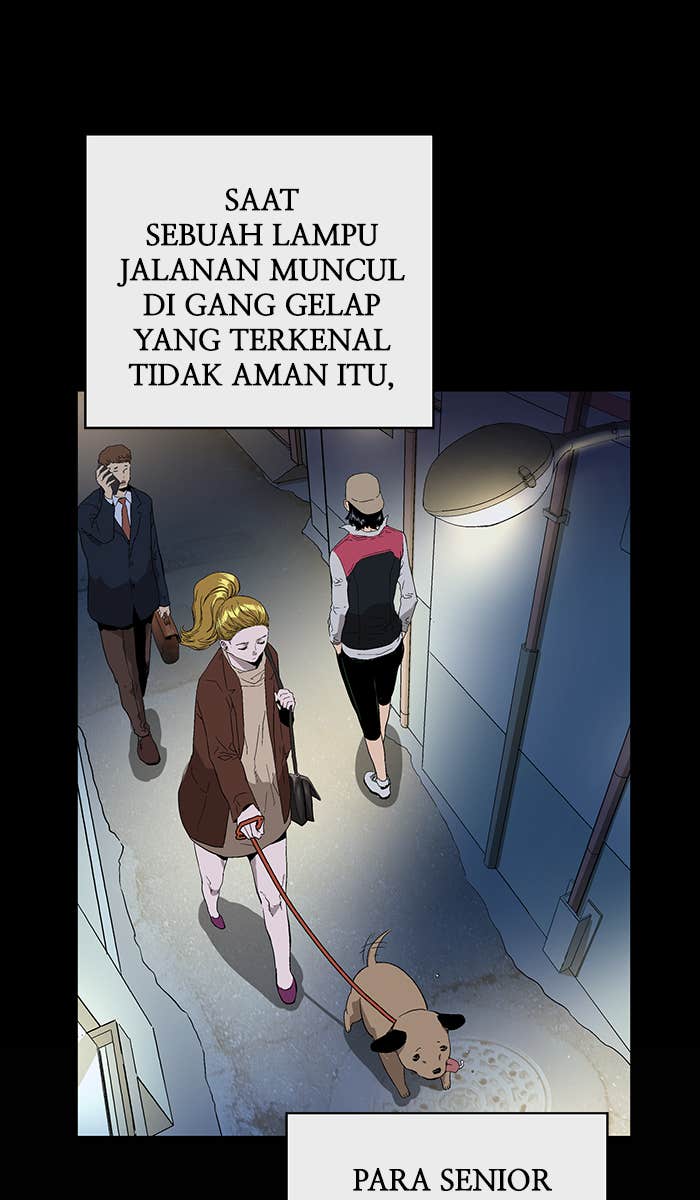 SAAT
SEBUAH LAMPU
JALANAN MUNCUL
DI GANG GELAP
YANG TERKENAL
TIDAK AMAN ITU,
PARA SENIOR